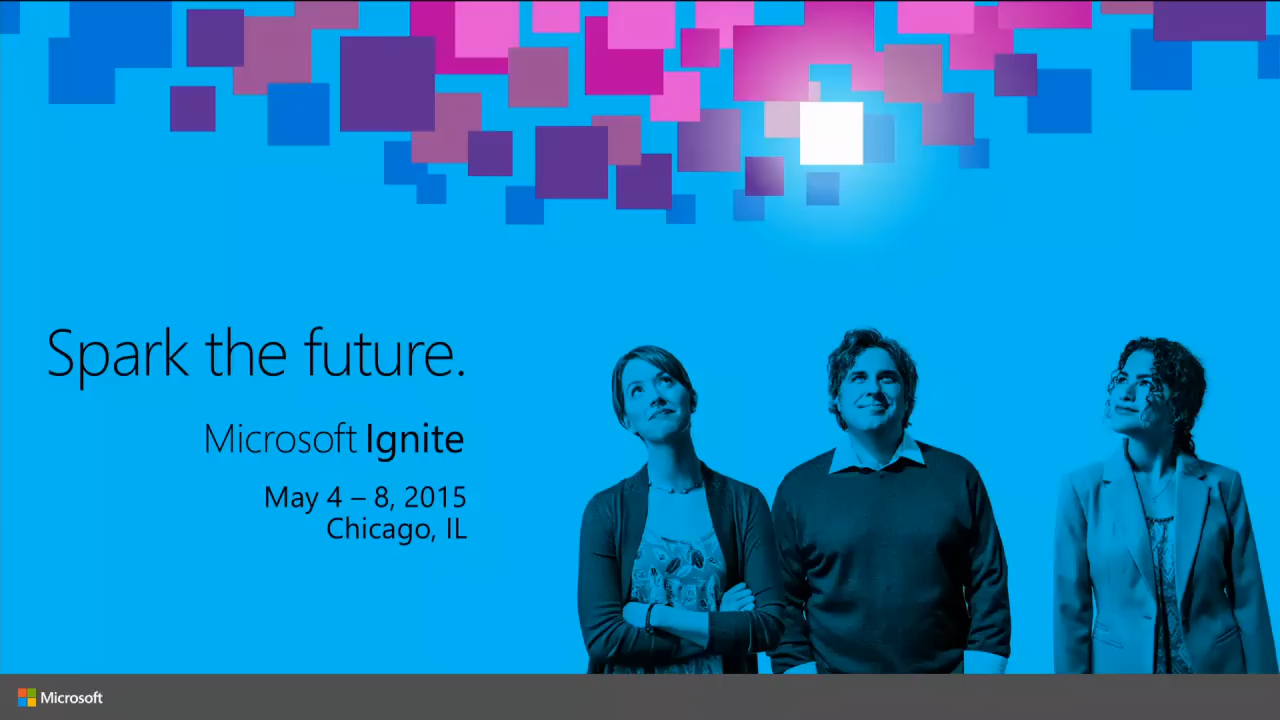 Spark the future.
Microsoft Ignite
May 4 – 8, 2015
Chicago, IL
Microsoft